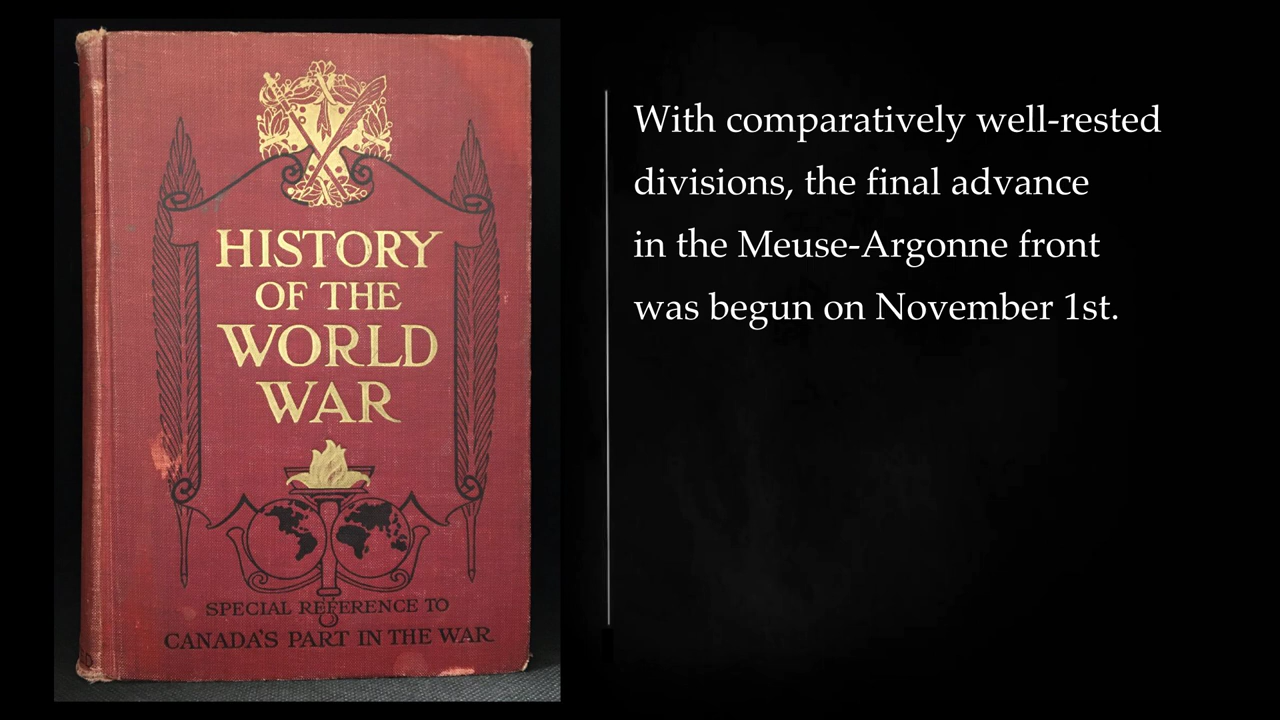 HISTORY
OF THE
WORLD
WAR
SPECIAL REFERENCE TO
CANADA'S PART IN THE WAR
With comparatively well-rested
divisions, the final advance
in the Meuse-Argonne front
was begun on November 1st.